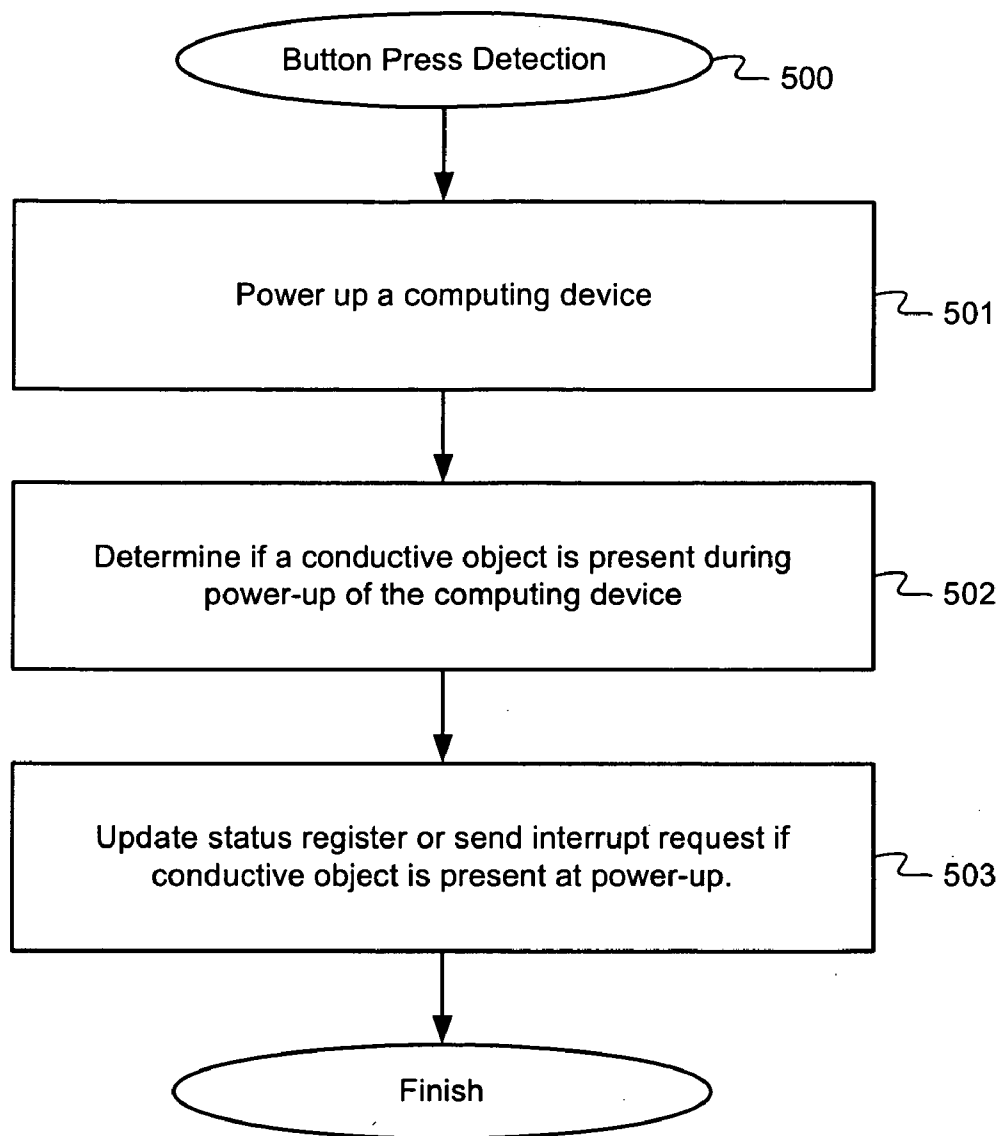 Button Press Detection
500
Power up a computing device
501
Determine if a conductive object is present during
power-up of the computing device
502
Update status register or send interrupt request if
conductive object is present at power-up.
503
Finish